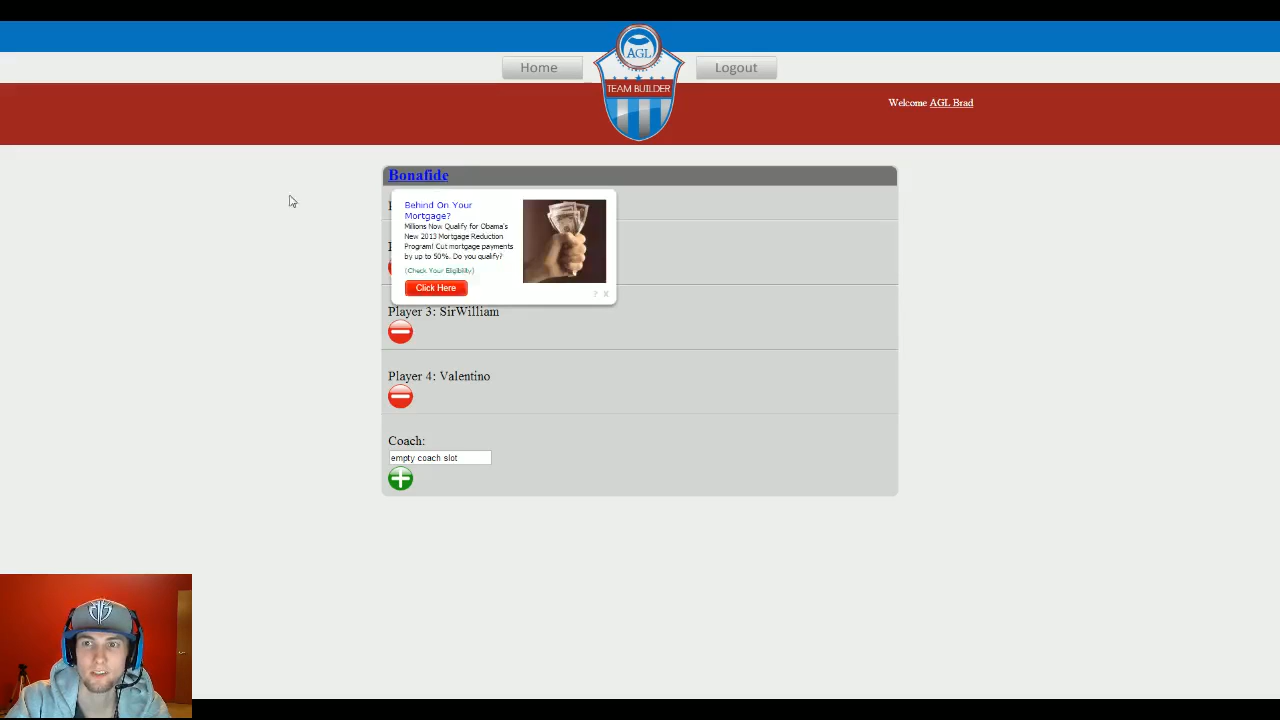 AGL
TEAM BUILDER
Home
Logout
Welcome AGL Brad
Bonafide
Behind On Your
Mortgage?
Millions Now Qualify for Obama's
New 2013 Mortgage Reduction
Program! Cut mortgage payments
by up to 50%. Do you qualify?
(Check Your Eligibility)
Click Here
? X
Player 3: SirWilliam
Player 4: Valentino
Coach:
empty coach slot